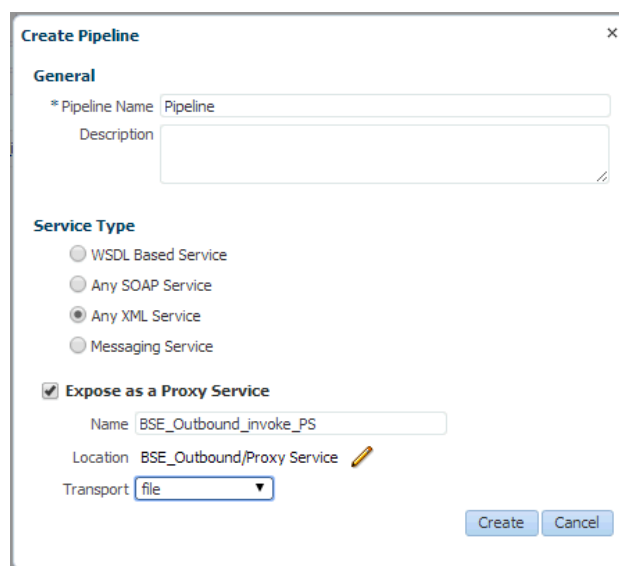 Create Pipeline
General
* Pipeline Name Pipeline
Description
Service Type
WSDL Based Service
Any SOAP Service
Any XML Service
Messaging Service
Expose as a Proxy Service
Name BSE_Outbound_invoke_PS
Location BSE_Outbound/Proxy Service
Transport file
Create Cancel